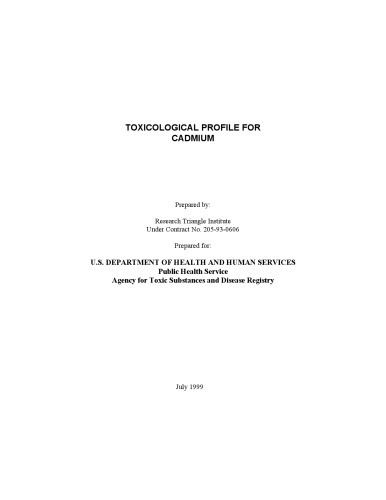 TOXICOLOGICAL PROFILE FOR
CADMIUM
Prepared by:
Research Triangle Institute
Under Contract No. 205-93-0606
Prepared for:
U.S. DEPARTMENT OF HEALTH AND HUMAN SERVICES
Public Health Service
Agency for Toxic Substances and Disease Registry
July 1999